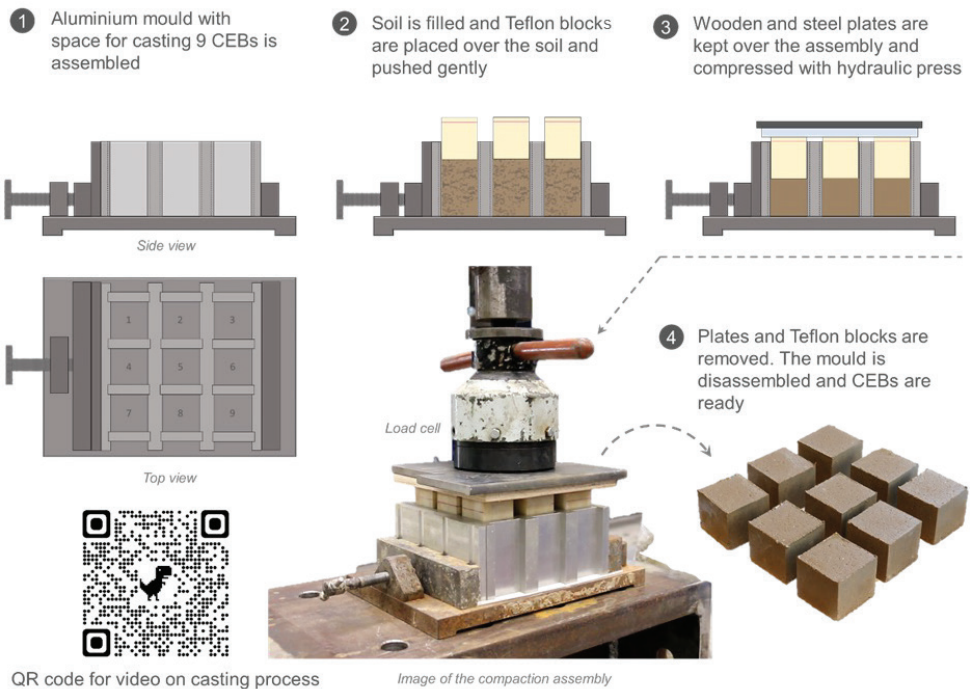 1
Aluminium mould with
space for casting 9 CEBs is
assembled
2
Soil is filled and Teflon blocks
are placed over the soil and
pushed gently
3
Wooden and steel plates are
kept over the assembly and
compressed with hydraulic press
Side view
1 2 3
4 5 6
7 8 9
Top view
Load cell
4
Plates and Teflon blocks are
removed. The mould is
disassembled and CEBs are
ready
QR code for video on casting process
Image of the compaction assembly